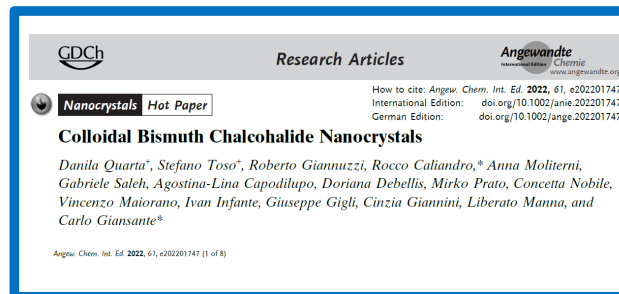 GDCh
Research Articles
Angewandte
International Edition
Chemie
www.angewandte.org
How to cite: Angew. Chem. Int. Ed. 2022, 61, e202201747
International Edition: doi.org/10.1002/anie.202201747
German Edition: doi.org/10.1002/ange.202201747
Nanocrystals Hot Paper
Colloidal Bismuth Chalcohalide Nanocrystals
Danila Quarta+, Stefano Toso+, Roberto Giannuzzi, Rocco Caliandro,* Anna Moliterni,
Gabriele Saleh, Agostina-Lina Capodilupo, Doriana Debellis, Mirko Prato, Concetta Nobile,
Vincenzo Maiorano, Ivan Infante, Giuseppe Gigli, Cinzia Giannini, Liberato Manna, and
Carlo Giansante*
Angew. Chem. Int. Ed. 2022, 61, e202201747 (1 of 8)